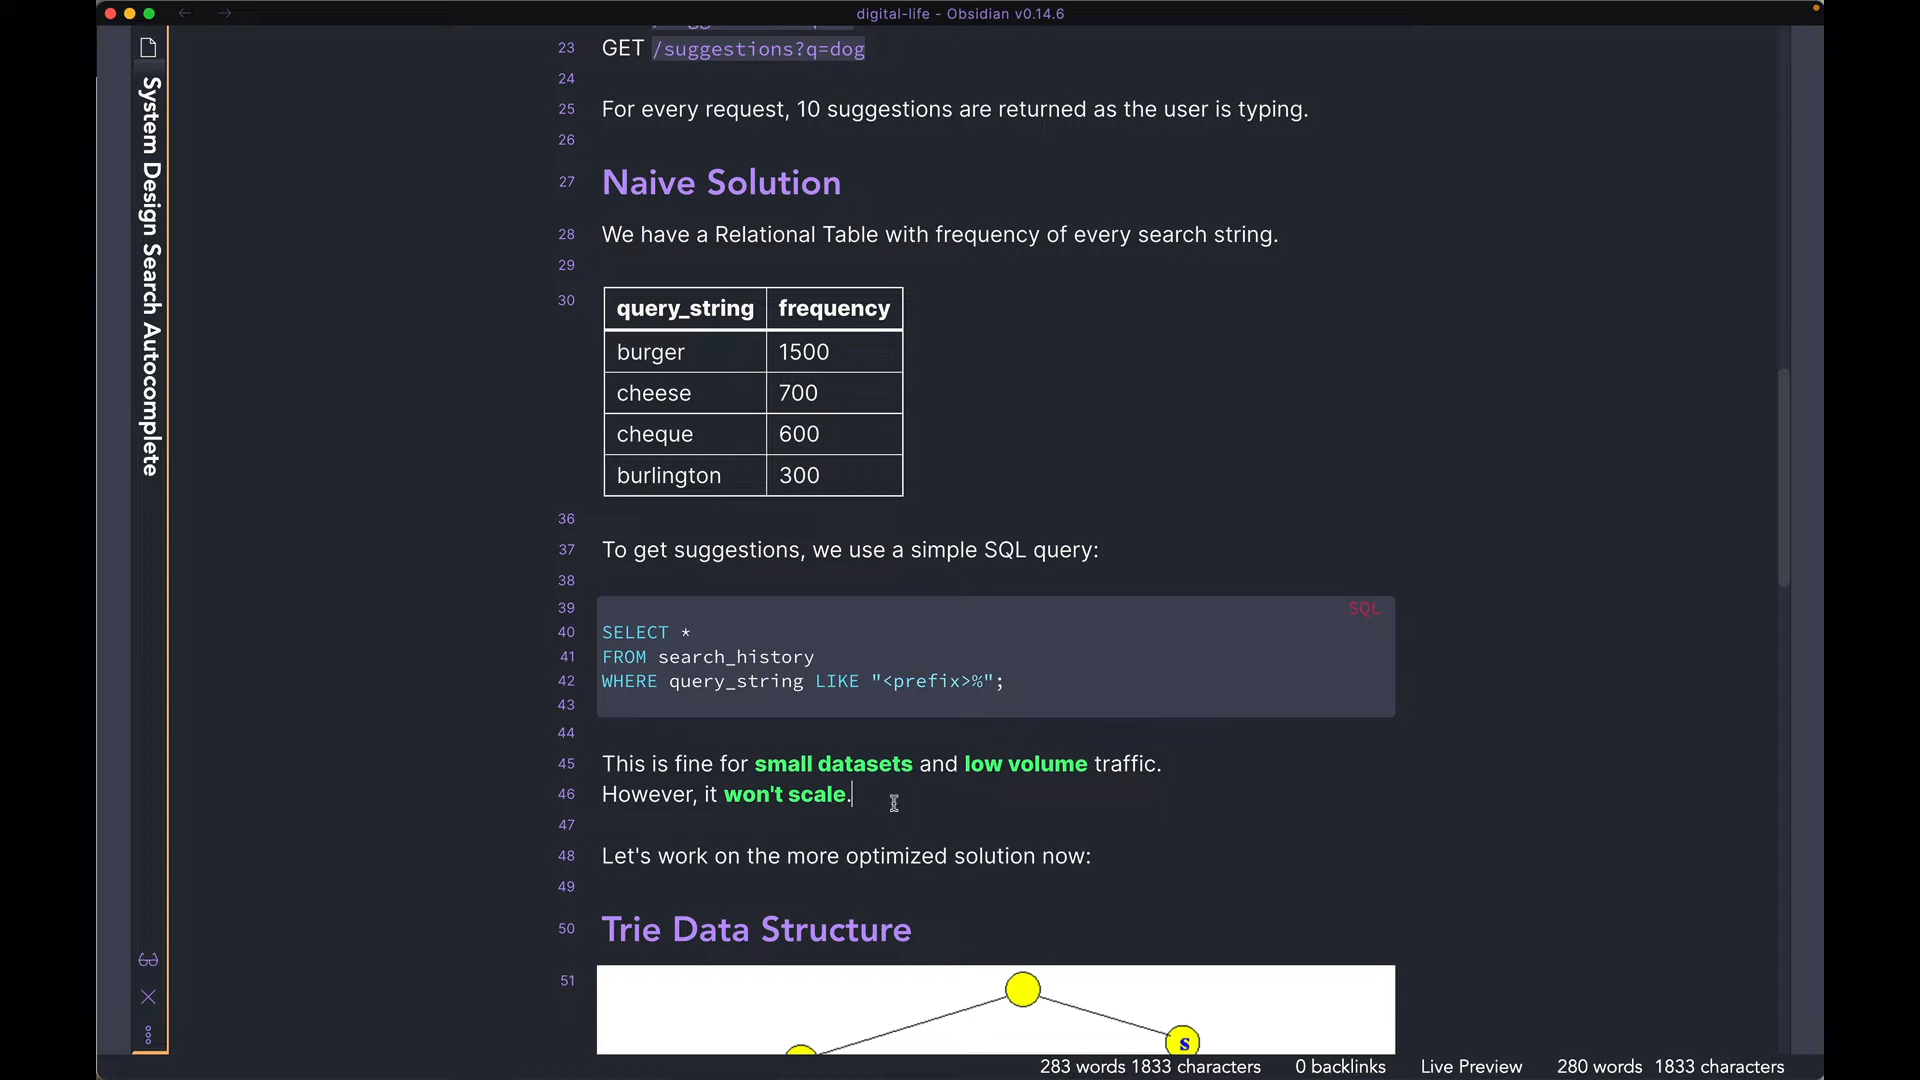 digital-life - Obsidian v0.14.6
System Design Search Autocomplete
23 GET /suggestions?q=dog
24
25 For every request, 10 suggestions are returned as the user is typing.
26
27 Naive Solution
28 We have a Relational Table with frequency of every search string.
29
30 query_string frequency
burger 1500
cheese 700
cheque 600
burlington 300
36
37 To get suggestions, we use a simple SQL query:
38
39 SQL
40 SELECT *
41 FROM search_history
42 WHERE query_string LIKE "<prefix>%";
43
44
45 This is fine for small datasets and low volume traffic.
46 However, it won't scale.
47
48 Let's work on the more optimized solution now:
49
50 Trie Data Structure
51
s
283 words 1833 characters 0 backlinks Live Preview 280 words 1833 characters